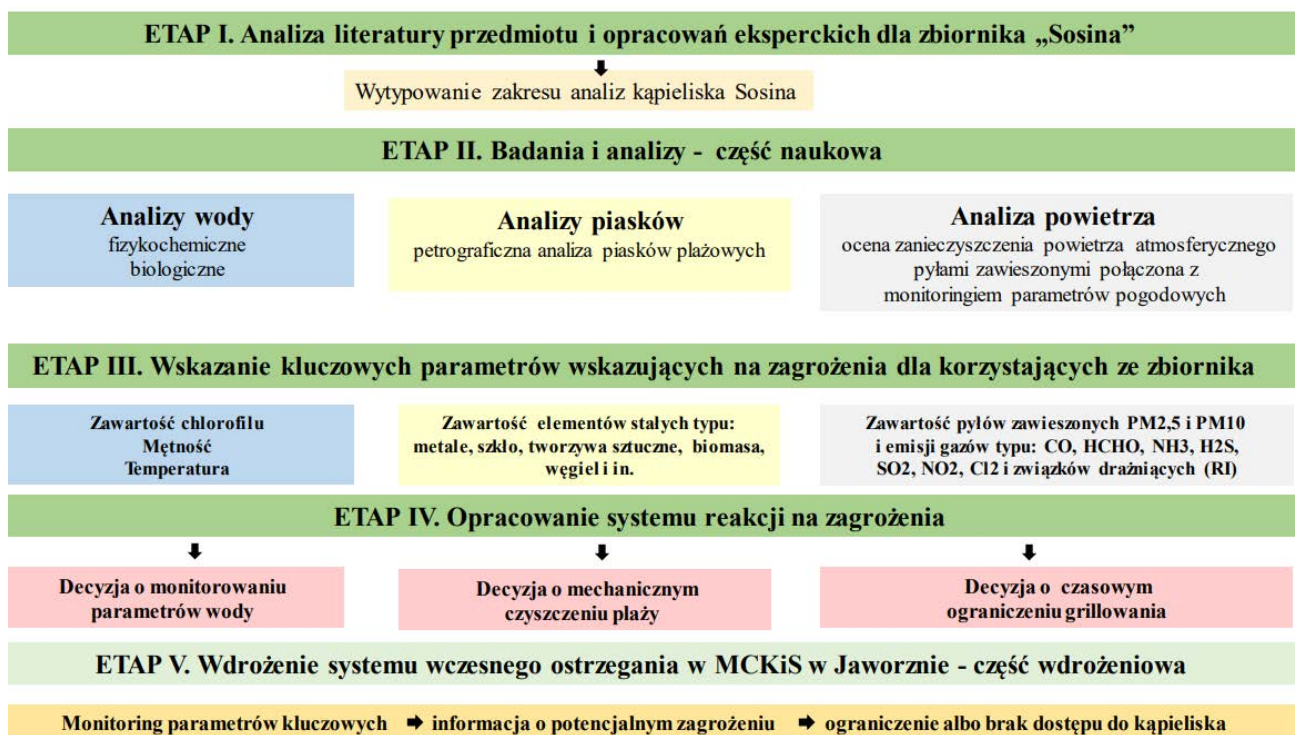 ETAP I. Analiza literatury przedmiotu i opracowań eksperckich dla zbiornika „Sosina”
Wytypowanie zakresu analiz kąpieliska Sosina
ETAP II. Badania i analizy - część naukowa
Analizy wody
fizykochemiczne
biologiczne
Analizy piasków
petrograficzna analiza piasków plażowych
Analiza powietrza
ocena zanieczyszczenia powietrza atmosferycznego
pyłami zawieszonymi połączona z
monitoringiem parametrów pogodowych
ETAP III. Wskazanie kluczowych parametrów wskazujących na zagrożenia dla korzystających ze zbiornika
Zawartość chlorofilu
Mętność
Temperatura
Zawartość elementów stałych typu:
metale, szkło, tworzywa sztuczne, biomasa,
węgiel i in.
Zawartość pyłów zawieszonych PM2,5 i PM10
i emisji gazów typu: CO, HCHO, NH3, H2S,
SO2, NO2, Cl2 i związków drażniących (RI)
ETAP IV. Opracowanie systemu reakcji na zagrożenia
Decyzja o monitorowaniu
parametrów wody
Decyzja o mechanicznym
czyszczeniu plaży
Decyzja o czasowym
ograniczeniu grillowania
ETAP V. Wdrożenie systemu wczesnego ostrzegania w MCKiS w Jaworznie - część wdrożeniowa
Monitoring parametrów kluczowych 🡆 informacja o potencjalnym zagrożeniu 🡆 ograniczenie albo brak dostępu do kąpieliska